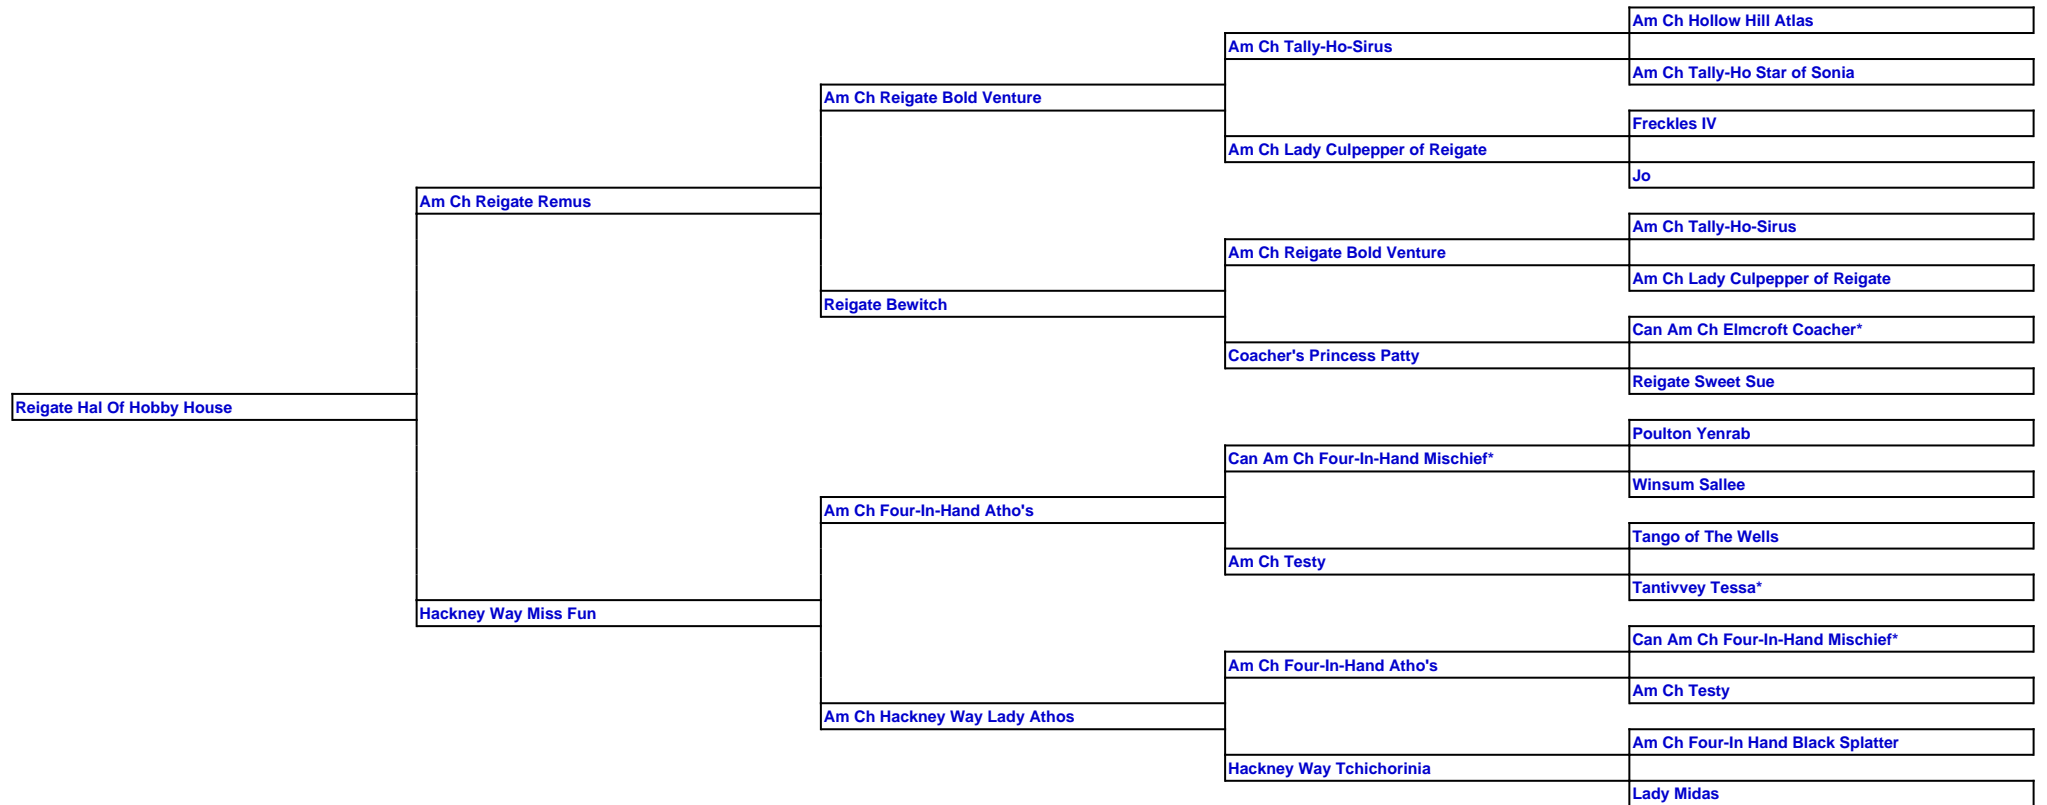 Am Ch Hollow Hill Atlas
Am Ch Tally-Ho-Sirus
Am Ch Tally-Ho Star of Sonia
Am Ch Reigate Bold Venture
Freckles IV
Am Ch Lady Culpepper of Reigate
Jo
Am Ch Reigate Remus
Am Ch Tally-Ho-Sirus
Am Ch Reigate Bold Venture
Am Ch Lady Culpepper of Reigate
Reigate Bewitch
Can Am Ch Elmcroft Coacher*
Coacher's Princess Patty
Reigate Sweet Sue
Reigate Hal Of Hobby House
Poulton Yenrab
Can Am Ch Four-In-Hand Mischief*
Winsum Sallee
Am Ch Four-In-Hand Atho's
Tango of The Wells
Am Ch Testy
Tantivvey Tessa*
Hackney Way Miss Fun
Can Am Ch Four-In-Hand Mischief*
Am Ch Four-In-Hand Atho's
Am Ch Testy
Am Ch Hackney Way Lady Athos
Am Ch Four-In Hand Black Splatter
Hackney Way Tchichorinia
Lady Midas